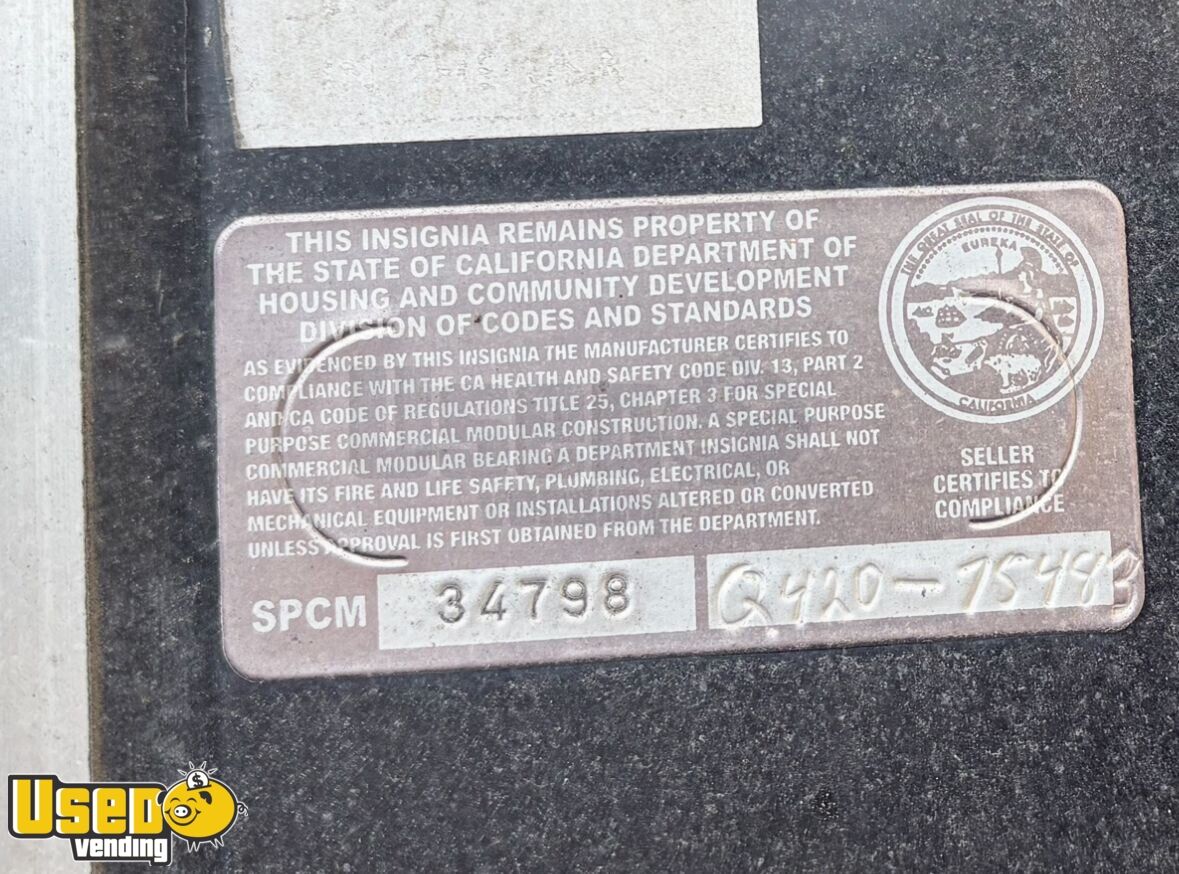 THIS INSIGNIA REMAINS PROPERTY OF
THE STATE OF CALIFORNIA DEPARTMENT OF
HOUSING AND COMMUNITY DEVELOPMENT
DIVISION OF CODES AND STANDARDS
AS EVIDENCED BY THIS INSIGNIA THE MANUFACTURER CERTIFIES TO
COMPLIANCE WITH THE CA HEALTH AND SAFETY CODE DIV. 13, PART 2
AND CA CODE OF REGULATIONS TITLE 25, CHAPTER 3 FOR SPECIAL
PURPOSE COMMERCIAL MODULAR CONSTRUCTION. A SPECIAL PURPOSE
COMMERCIAL MODULAR BEARING A DEPARTMENT INSIGNIA SHALL NOT
HAVE ITS FIRE AND LIFE SAFTY, PLUMBING, ELECTRICAL, OR
MECHANICAL EQUIPMENT OR INSTALLATIONS ALTERED OR CONVERTED
UNLESS APPROVAL IS FIRST OBTAINED FROM THE DEPARTMENT.
THE GREAT SEAL OF THE STATE OF
EUREKA
CALIFORNIA
SELLER
CERTIFIES TO
COMPLIANCE
SPCM 34798 Q420-75443
Used
vending